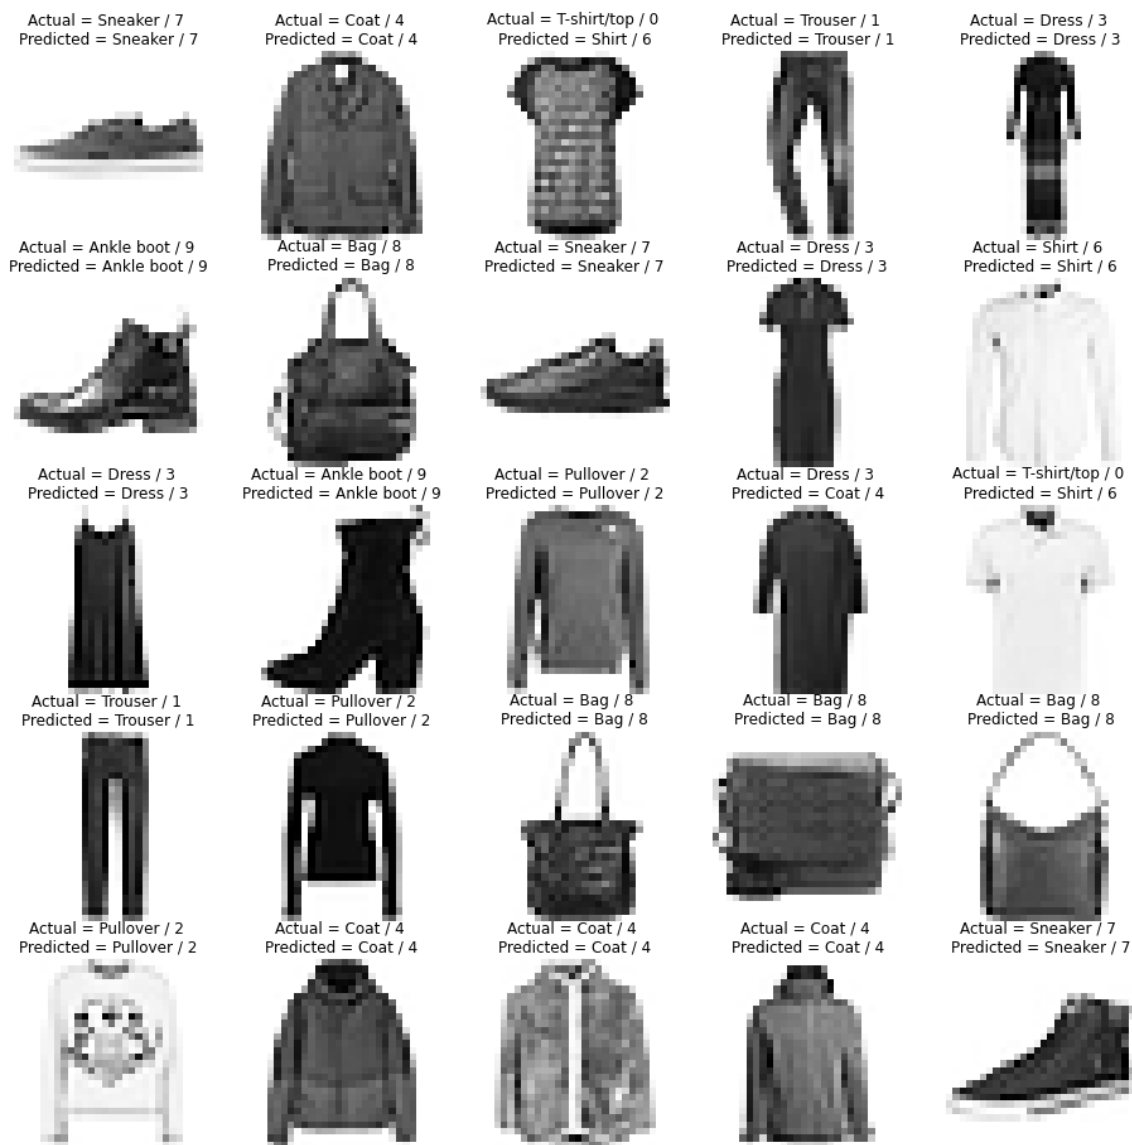 Actual = Sneaker / 7
Predicted = Sneaker / 7
Actual = Coat / 4
Predicted = Coat / 4
Actual = T-shirt/top / 0
Predicted = Shirt / 6
Actual = Trouser / 1
Predicted = Trouser / 1
Actual = Dress / 3
Predicted = Dress / 3
Actual = Ankle boot / 9
Predicted = Ankle boot / 9
Actual = Bag / 8
Predicted = Bag / 8
Actual = Sneaker / 7
Predicted = Sneaker / 7
Actual = Dress / 3
Predicted = Dress / 3
Actual = Shirt / 6
Predicted = Shirt / 6
Actual = Dress / 3
Predicted = Dress / 3
Actual = Ankle boot / 9
Predicted = Ankle boot / 9
Actual = Pullover / 2
Predicted = Pullover / 2
Actual = Dress / 3
Predicted = Coat / 4
Actual = T-shirt/top / 0
Predicted = Shirt / 6
Actual = Trouser / 1
Predicted = Trouser / 1
Actual = Pullover / 2
Predicted = Pullover / 2
Actual = Bag / 8
Predicted = Bag / 8
Actual = Bag / 8
Predicted = Bag / 8
Actual = Bag / 8
Predicted = Bag / 8
Actual = Pullover / 2
Predicted = Pullover / 2
Actual = Coat / 4
Predicted = Coat / 4
Actual = Coat / 4
Predicted = Coat / 4
Actual = Coat / 4
Predicted = Coat / 4
Actual = Sneaker / 7
Predicted = Sneaker / 7